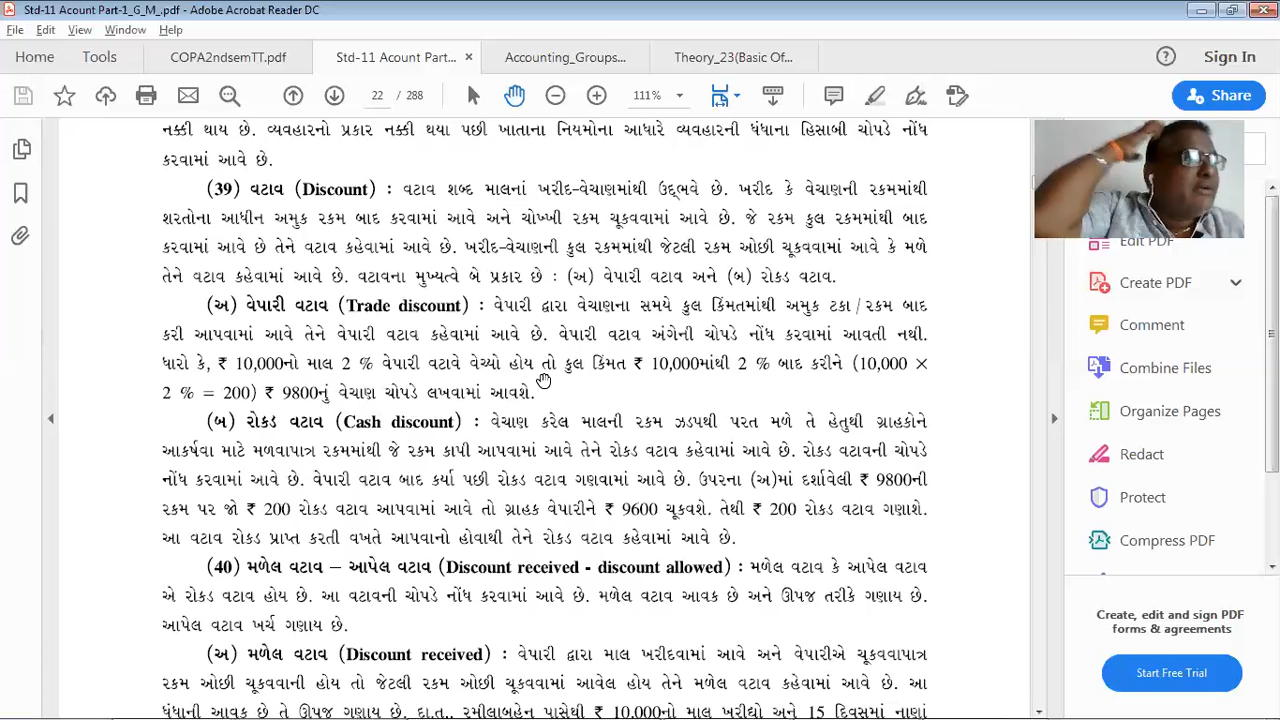 Std-11 Acount Part-1_G_M_.pdf - Adobe Acrobat Reader DC
File Edit View Window Help
Home Tools COPA2ndsemTT.pdf Std-11 Acount Part... × Accounting_Groups... Theory_23(Basic Of... Sign In
22 / 288 111% Share
નક્કી થાય છે. વ્યવહારનો પ્રકાર નક્કી થયા પછી ખાતાના નિયમોના આધારે વ્યવહારની ધંધાના હિસાબી ચોપડે નોંધ
કરવામાં આવે છે.
(39) વટાવ (Discount) : વટાવ શબ્દ માલનાં ખરીદ-વેચાણમાંથી ઉદ્ભવે છે. ખરીદ કે વેચાણની રકમમાંથી
શરતોના આધીન અમુક રકમ બાદ કરવામાં આવે અને ચોખ્ખી રકમ ચૂકવવામાં આવે છે. જે રકમ કુલ રકમમાંથી બાદ
કરવામાં આવે છે તેને વટાવ કહેવામાં આવે છે. ખરીદ-વેચાણની કુલ રકમમાંથી જેટલી રકમ ઓછી ચૂકવવામાં આવે કે મળે
તેને વટાવ કહેવામાં આવે છે. વટાવના મુખ્યત્વે બે પ્રકાર છે : (અ) વેપારી વટાવ અને (બ) રોકડ વટાવ.
(અ) વેપારી વટાવ (Trade discount) : વેપારી દ્વારા વેચાણના સમયે કુલ કિંમતમાંથી અમુક ટકા/રકમ બાદ
કરી આપવામાં આવે તેને વેપારી વટાવ કહેવામાં આવે છે. વેપારી વટાવ અંગેની ચોપડે નોંધ કરવામાં આવતી નથી.
ધારો કે, ₹ 10,000નો માલ 2 % વેપારી વટાવે વેચ્યો હોય તો કુલ કિંમત ₹ 10,000માંથી 2 % બાદ કરીને (10,000 ×
2 % = 200) ₹ 9800નું વેચાણ ચોપડે લખવામાં આવશે.
(બ) રોકડ વટાવ (Cash discount) : વેચાણ કરેલ માલની રકમ ઝડપથી પરત મળે તે હેતુથી ગ્રાહકોને
આકર્ષવા માટે મળવાપાત્ર રકમમાંથી જે રકમ કાપી આપવામાં આવે તેને રોકડ વટાવ કહેવામાં આવે છે. રોકડ વટાવની ચોપડે
નોંધ કરવામાં આવે છે. વેપારી વટાવ બાદ કર્યા પછી રોકડ વટાવ ગણવામાં આવે છે. ઉપરના (અ)માં દર્શાવેલી ₹ 9800ની
રકમ પર જો ₹ 200 રોકડ વટાવ આપવામાં આવે તો ગ્રાહક વેપારીને ₹ 9600 ચૂકવશે. તેથી ₹ 200 રોકડ વટાવ ગણાશે.
આ વટાવ રોકડ પ્રાપ્ત કરતી વખતે આપવાનો હોવાથી તેને રોકડ વટાવ કહેવામાં આવે છે.
(40) મળેલ વટાવ – આપેલ વટાવ (Discount received - discount allowed) : મળેલ વટાવ કે આપેલ વટાવ
એ રોકડ વટાવ હોય છે. આ વટાવની ચોપડે નોંધ કરવામાં આવે છે. મળેલ વટાવ આવક છે અને ઊપજ તરીકે ગણાય છે.
આપેલ વટાવ ખર્ચ ગણાય છે.
(અ) મળેલ વટાવ (Discount received) : વેપારી દ્વારા માલ ખરીદવામાં આવે અને વેપારીએ ચૂકવવાપાત્ર
રકમ ઓછી ચૂકવવાની હોય તો જેટલી રકમ ઓછી ચૂકવવામાં આવેલ હોય તેને મળેલ વટાવ કહેવામાં આવે છે. આ
ધંધાની આવક છે તે ઊપજ ગણાય છે. દા.ત., રમીલાબહેન પાસેથી ₹ 10,000નો માલ ખરીદ્યો અને 15 દિવસમાં નાણાં
Edit PDF
Create PDF
Comment
Combine Files
Organize Pages
Redact
Protect
Compress PDF
Create, edit and sign PDF
forms & agreements
Start Free Trial